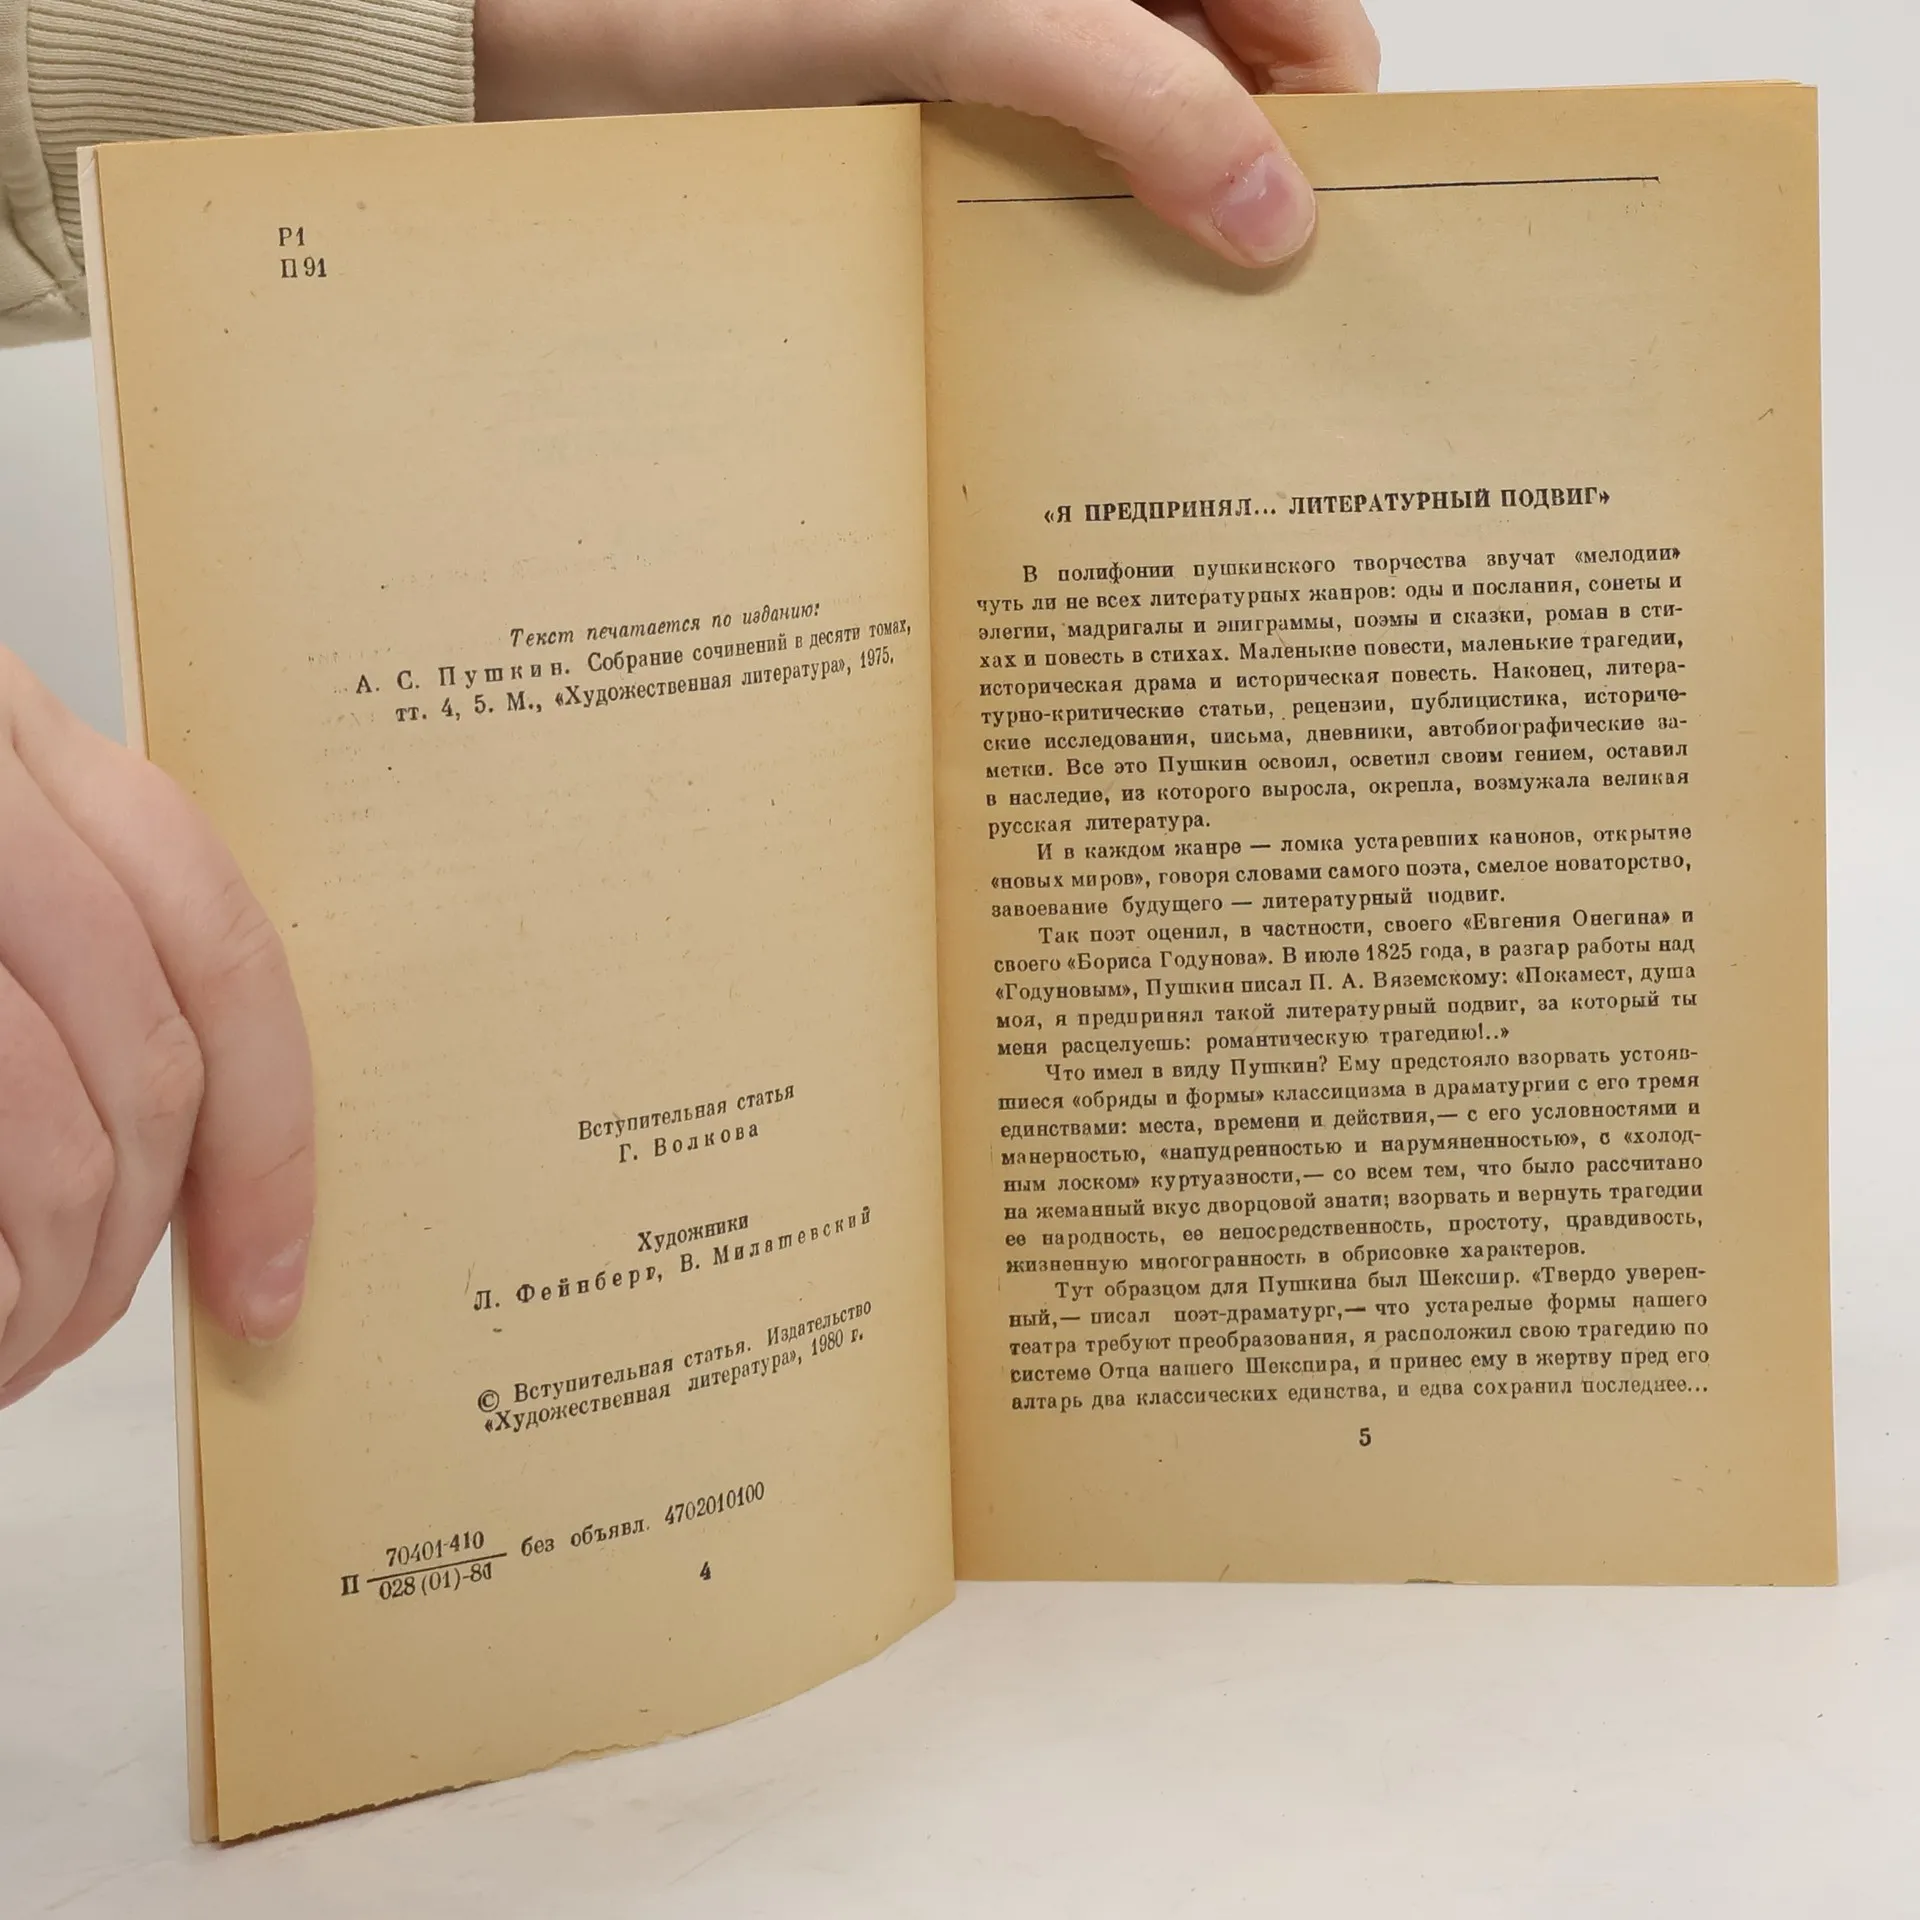 Р1
П 91
Текст печатается по изданию:
А. С. Пушкин. Собрание сочинений в десяти томах,
тт. 4, 5. М., «Художественная литература», 1975.
Вступительная статья
Г. Волкова
Художники
Л. Фейнберг, В. Милашевский
© Вступительная статья. Издательство
«Художественная литература», 1980 г.
70401-410
П без объявл. 4702010100
028(01)-80
4
«Я ПРЕДПРИНЯЛ... ЛИТЕРАТУРНЫЙ ПОДВИГ»
В полифонии пушкинского творчества звучат «мелодии»
чуть ли не всех литературных жанров: оды и послания, сонеты и
элегии, мадригалы и эпиграммы, поэмы и сказки, роман в сти-
хах и повесть в стихах. Маленькие повести, маленькие трагедии,
историческая драма и историческая повесть. Наконец, литера-
турно-критические статьи, рецензии, публицистика, историче-
ские исследования, письма, дневники, автобиографические за-
метки. Все это Пушкин освоил, осветил своим гением, оставил
в наследие, из которого выросла, окрепла, возмужала великая
русская литература.
И в каждом жанре — ломка устаревших канонов, открытие
«новых миров», говоря словами самого поэта, смелое новаторство,
завоевание будущего — литературный подвиг.
Так поэт оценил, в частности, своего «Евгения Онегина» и
своего «Бориса Годунова». В июле 1825 года, в разгар работы над
«Годуновым», Пушкин писал П. А. Вяземскому: «Покамест, душа
моя, я предпринял такой литературный подвиг, за который ты
меня расцелуешь: романтическую трагедию!..»
Что имел в виду Пушкин? Ему предстояло взорвать устояв-
шиеся «обряды и формы» классицизма в драматургии с его тремя
единствами: места, времени и действия,— с его условностями и
манерностью, «напудренностью и нарумяненностью», с «холод-
ным лоском» куртуазности,— со всем тем, что было рассчитано
на жеманный вкус дворцовой знати; взорвать и вернуть трагедии
ее народность, ее непосредственность, простоту, правдивость,
жизненную многогранность в обрисовке характеров.
Тут образцом для Пушкина был Шекспир. «Твердо уверен-
ный,— писал поэт-драматург,— что устарелые формы нашего
театра требуют преобразования, я расположил свою трагедию по
системе Отца нашего Шекспира, и принес ему в жертву пред его
алтарь два классических единства, и едва сохранил последнее...
5